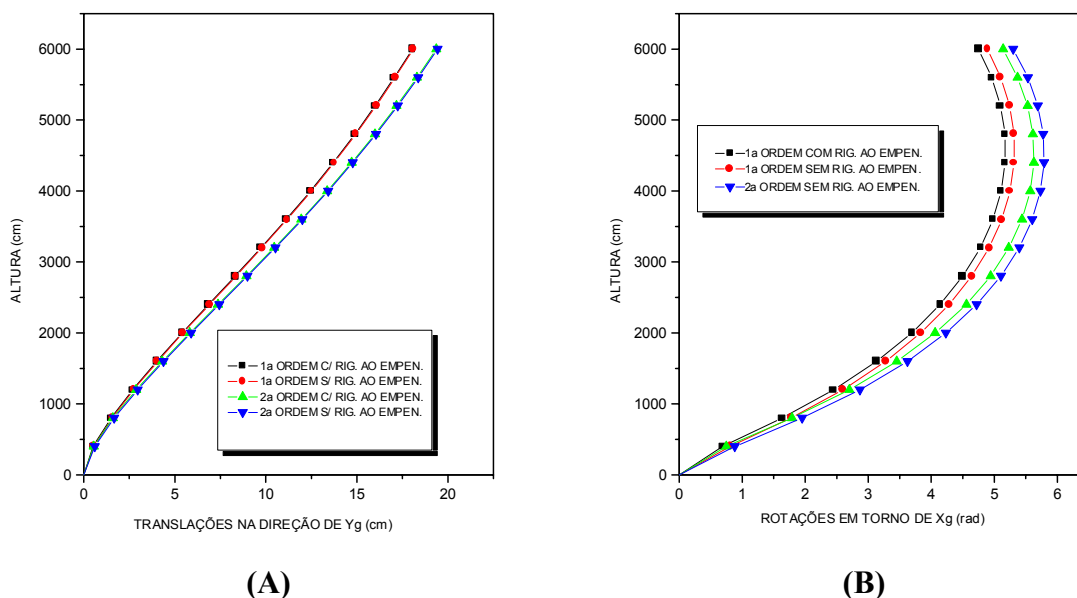 6000
5000
4000
3000
2000
1000
0
ALTURA (cm)
1a ORDEM C/ RIG. AO EMPEN.
1a ORDEM S/ RIG. AO EMPEN.
2a ORDEM C/ RIG. AO EMPEN.
2a ORDEM S/ RIG. AO EMPEN.
0 5 10 15 20
TRANSLAÇÕES NA DIREÇÃO DE Yg (cm)
(A)
6000
5000
4000
3000
2000
1000
0
ALTURA (cm)
1a ORDEM COM RIG. AO EMPEN.
1a ORDEM SEM RIG. AO EMPEN.
2a ORDEM SEM RIG. AO EMPEN.
0 1 2 3 4 5 6
ROTAÇÕES EM TORNO DE Xg (rad)
(B)